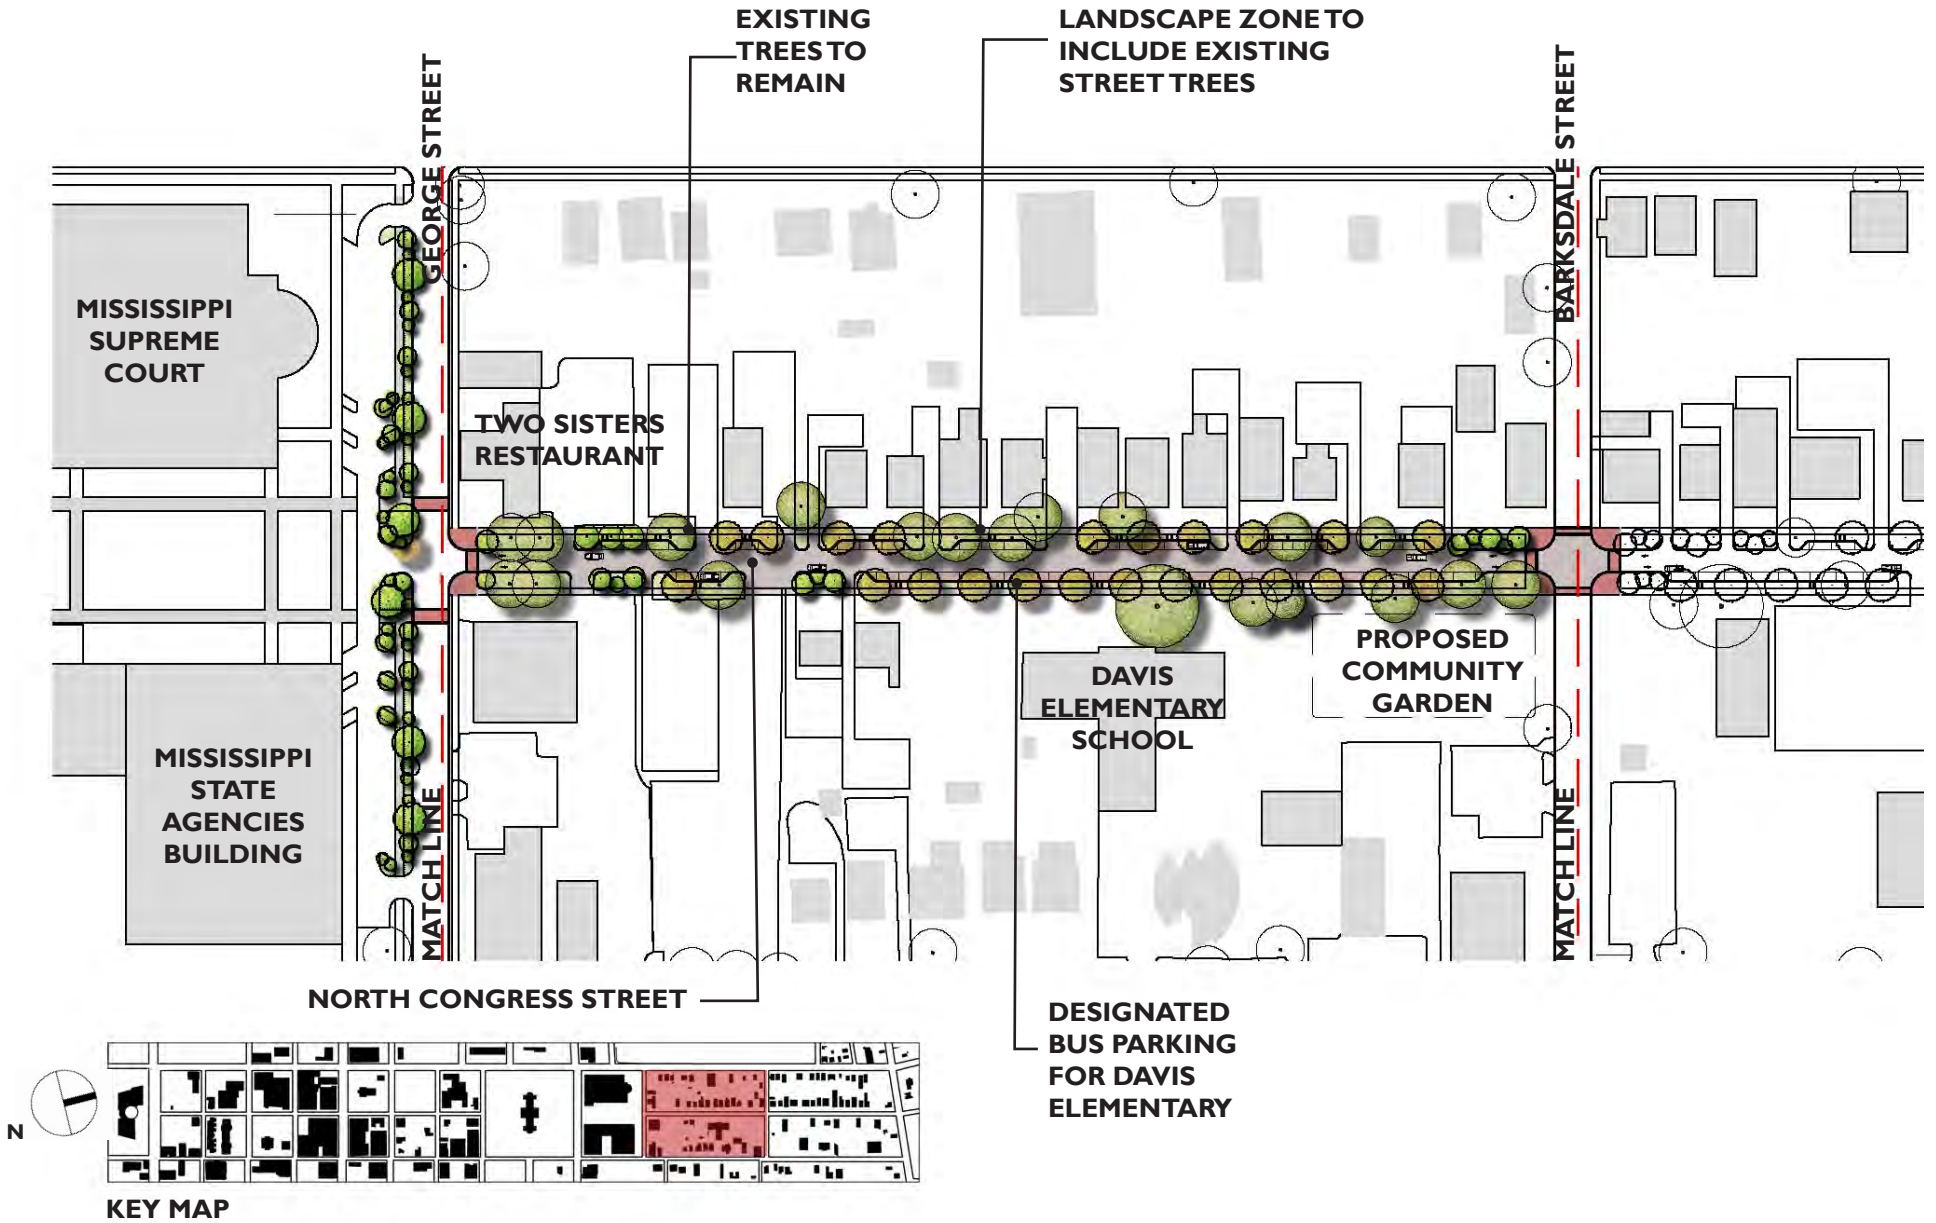 EXISTING
TREES TO
REMAIN
LANDSCAPE ZONE TO
INCLUDE EXISTING
STREET TREES
GEORGE STREET
BARKSDALE STREET
MISSISSIPPI
SUPREME
COURT
TWO SISTERS
RESTAURANT
PROPOSED
COMMUNITY
GARDEN
DAVIS
ELEMENTARY
SCHOOL
MISSISSIPPI
STATE
AGENCIES
BUILDING
MATCH LINE
MATCH LINE
NORTH CONGRESS STREET
DESIGNATED
BUS PARKING
FOR DAVIS
ELEMENTARY
N
KEY MAP